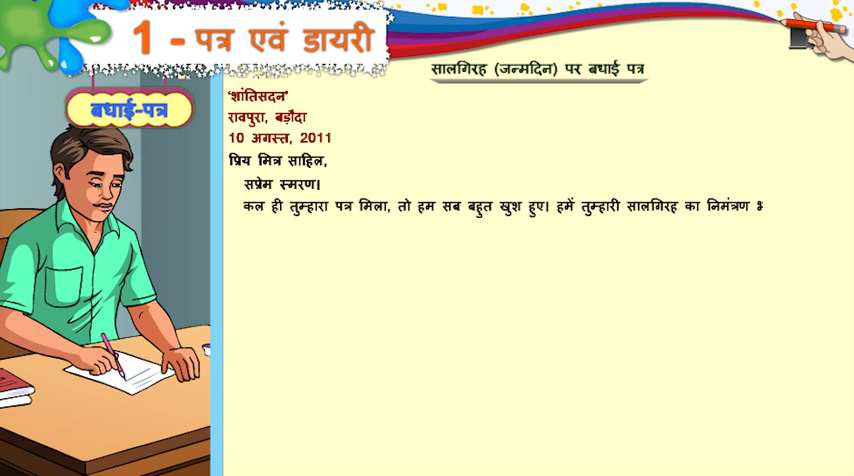 1 - पत्र एवं डायरी
सालगिरह (जन्मदिन) पर बधाई पत्र
बधाई-पत्र
'शांतिसदन'
रावपुरा, बड़ौदा
10 अगस्त, 2011
प्रिय मित्र साहिल,
सप्रेम स्मरण।
कल ही तुम्हारा पत्र मिला, तो हम सब बहुत खुश हुए। हमें तुम्हारी सालगिरह का निमंत्रण